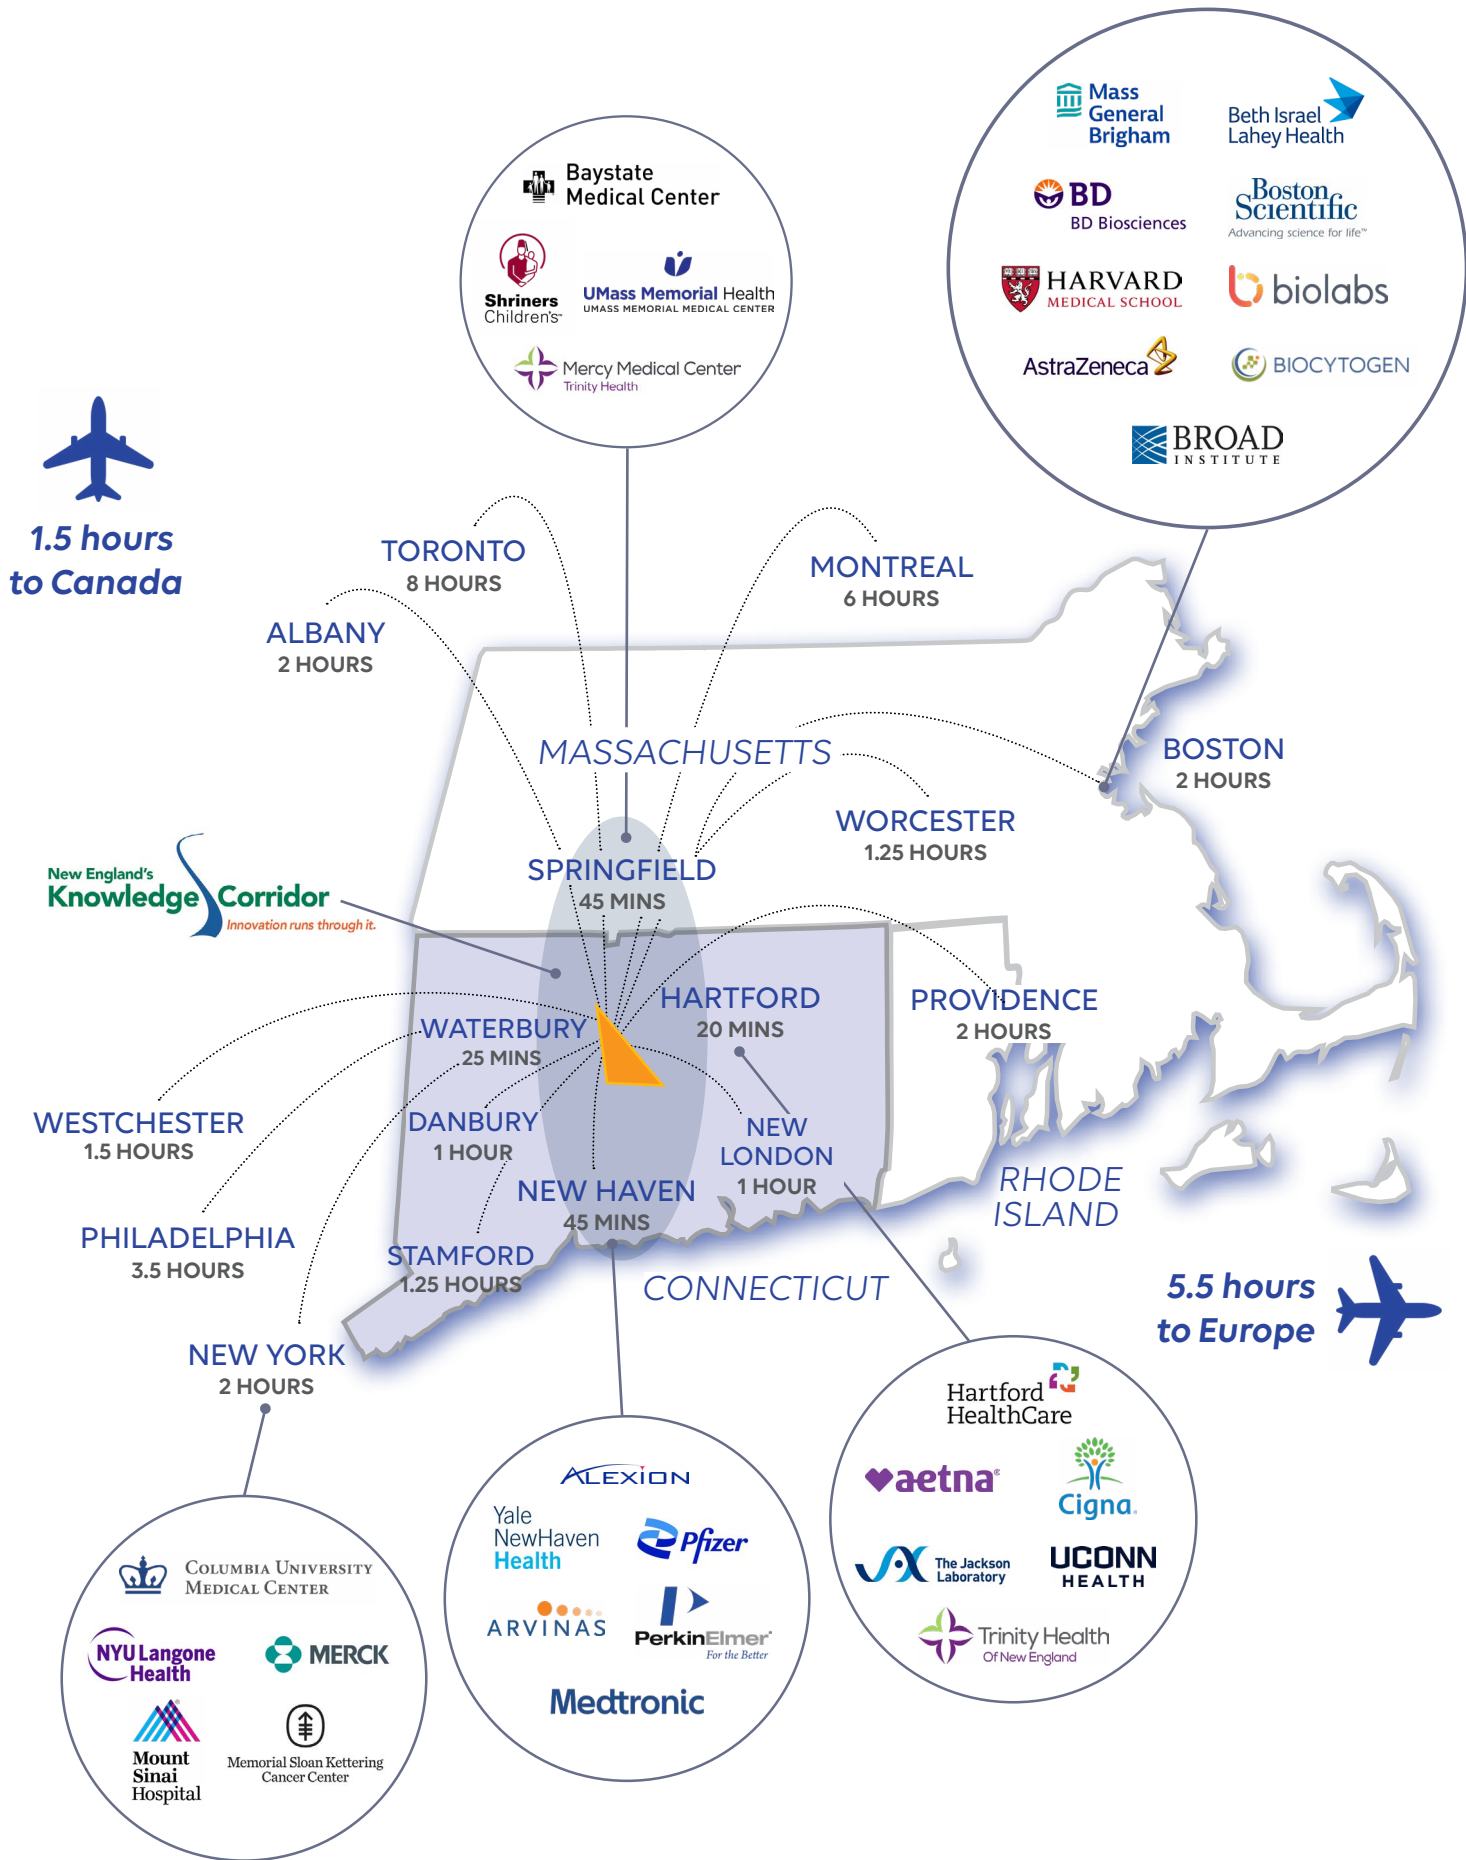 Mass
General
Brigham
Beth Israel
Lahey Health
BD
BD Biosciences
Boston
Scientific
Advancing science for life™
HARVARD
MEDICAL SCHOOL
biolabs
AstraZeneca
BIOCYTOGEN
BROAD
INSTITUTE
Baystate
Medical Center
Shriners
Children's™
UMass Memorial Health
UMASS MEMORIAL MEDICAL CENTER
Mercy Medical Center
Trinity Health
1.5 hours
to Canada
TORONTO
8 HOURS
MONTREAL
6 HOURS
ALBANY
2 HOURS
MASSACHUSETTS
BOSTON
2 HOURS
WORCESTER
1.25 HOURS
SPRINGFIELD
45 MINS
New England's
Knowledge Corridor
Innovation runs through it.
HARTFORD
20 MINS
PROVIDENCE
2 HOURS
WATERBURY
25 MINS
WESTCHESTER
1.5 HOURS
DANBURY
1 HOUR
NEW
LONDON
1 HOUR
NEW HAVEN
45 MINS
RHODE
ISLAND
PHILADELPHIA
3.5 HOURS
STAMFORD
1.25 HOURS
CONNECTICUT
5.5 hours
to Europe
NEW YORK
2 HOURS
Hartford
HealthCare
aetna®
Cigna.
The Jackson
Laboratory
UCONN
HEALTH
Trinity Health
Of New England
ALEXION
Yale
NewHaven
Health
Pfizer
ARVINAS
PerkinElmer®
For the Better
Medtronic
COLUMBIA UNIVERSITY
MEDICAL CENTER
NYU Langone
Health
MERCK
Mount
Sinai
Hospital
Memorial Sloan Kettering
Cancer Center